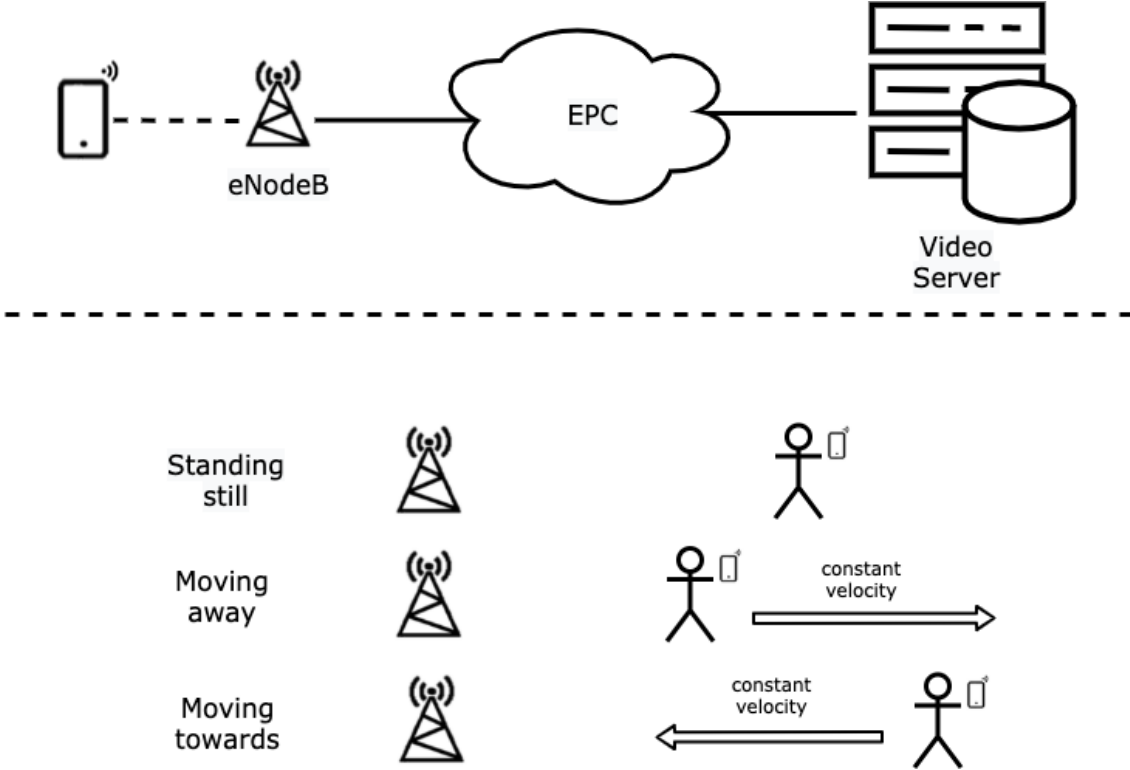 EPC
eNodeB
Video
Server
Standing
still
Moving
away
constant
velocity
Moving
towards
constant
velocity